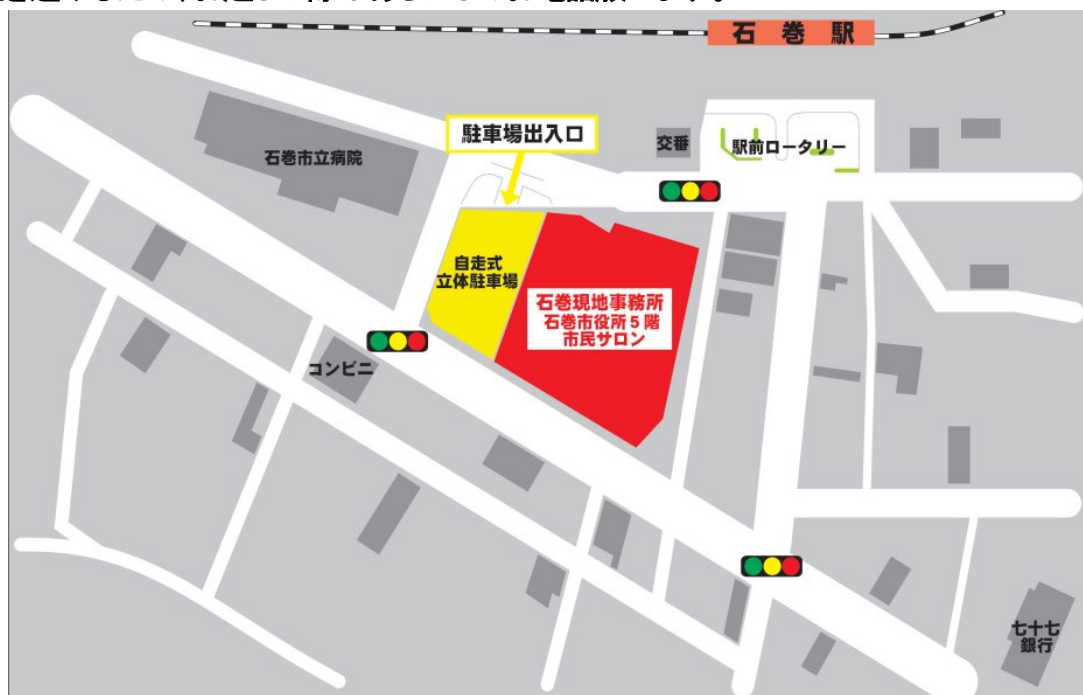 石巻駅
駐車場出入口
交番
駅前ロータリー
石巻市立病院
自走式
立体駐車場
石巻現地事務所
石巻市役所5階
市民サロン
コンビニ
七十七
銀行